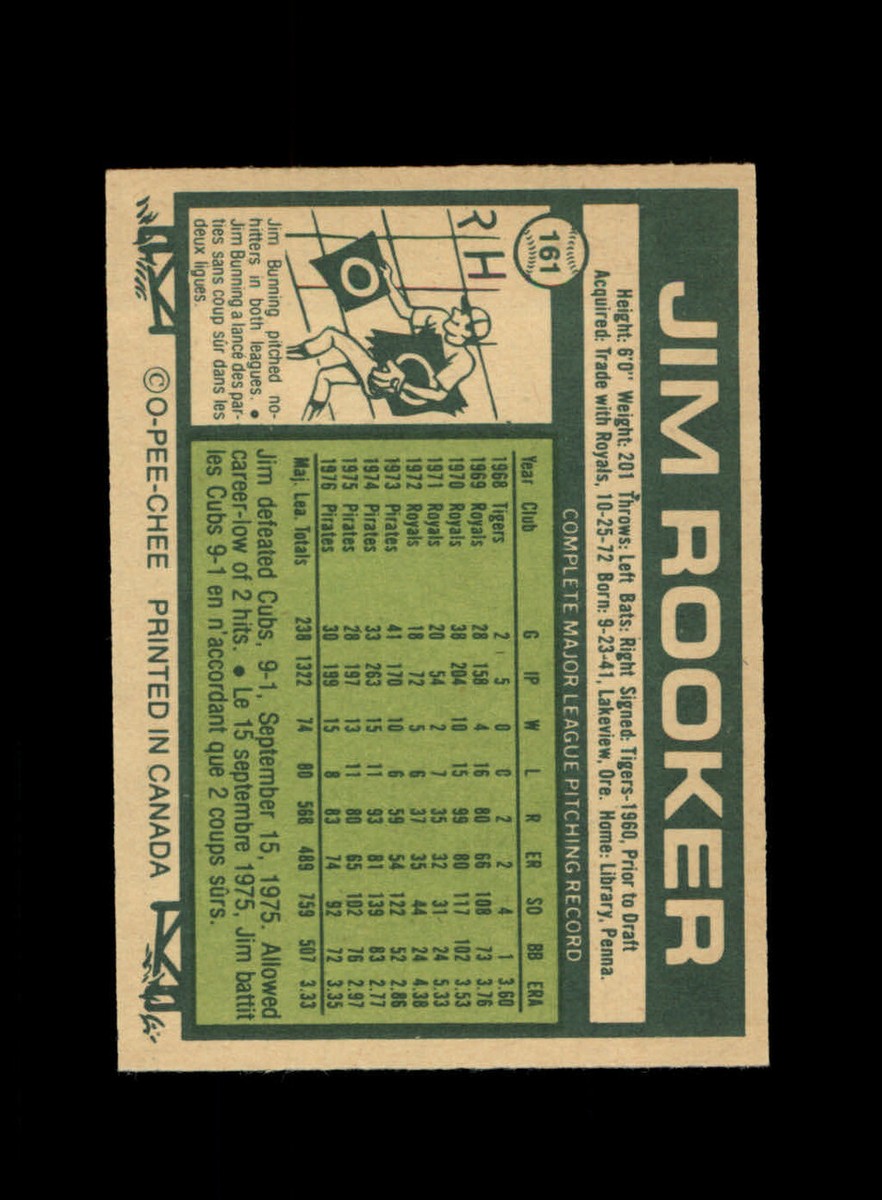 JIM ROOKER
Height: 6'0" Weight: 201 Throws: Left Bats: Right Signed: Tigers-1960, Prior to Draft
Acquired: Trade with Royals, 10-25-72 Born: 9-23-41, Lakeview, Ore. Home: Library, Penna.
161
COMPLETE MAJOR LEAGUE PITCHING RECORD
Year Club G IP W L R ER SO BB ERA
1968 Tigers 2 5 0 0 2 2 4 1 3.60
1969 Royals 28 158 4 16 80 66 108 73 3.76
1970 Royals 38 204 10 15 99 80 117 102 3.53
1971 Royals 20 54 2 7 35 32 31 24 5.33
1972 Royals 18 72 5 6 37 35 44 24 4.38
1973 Pirates 41 170 10 6 59 54 122 52 2.86
1974 Pirates 33 263 15 11 93 81 139 83 2.77
1975 Pirates 28 197 13 11 80 65 102 76 2.97
1976 Pirates 30 199 15 8 83 74 92 72 3.35
Maj. Lea. Totals 238 1322 74 80 568 489 759 507 3.33
Jim defeated Cubs, 9-1, September 15, 1975. Allowed
career-low of 2 hits. ● Le 15 septembre 1975, Jim battit
les Cubs 9-1 en n'accordant que 2 coups sûrs.
R H
0
0
Jim Bunning pitched no-
hitters in both leagues. ●
Jim Bunning a lancé des par-
ties sans coup sûr dans les
deux ligues.
©O-PEE-CHEE PRINTED IN CANADA